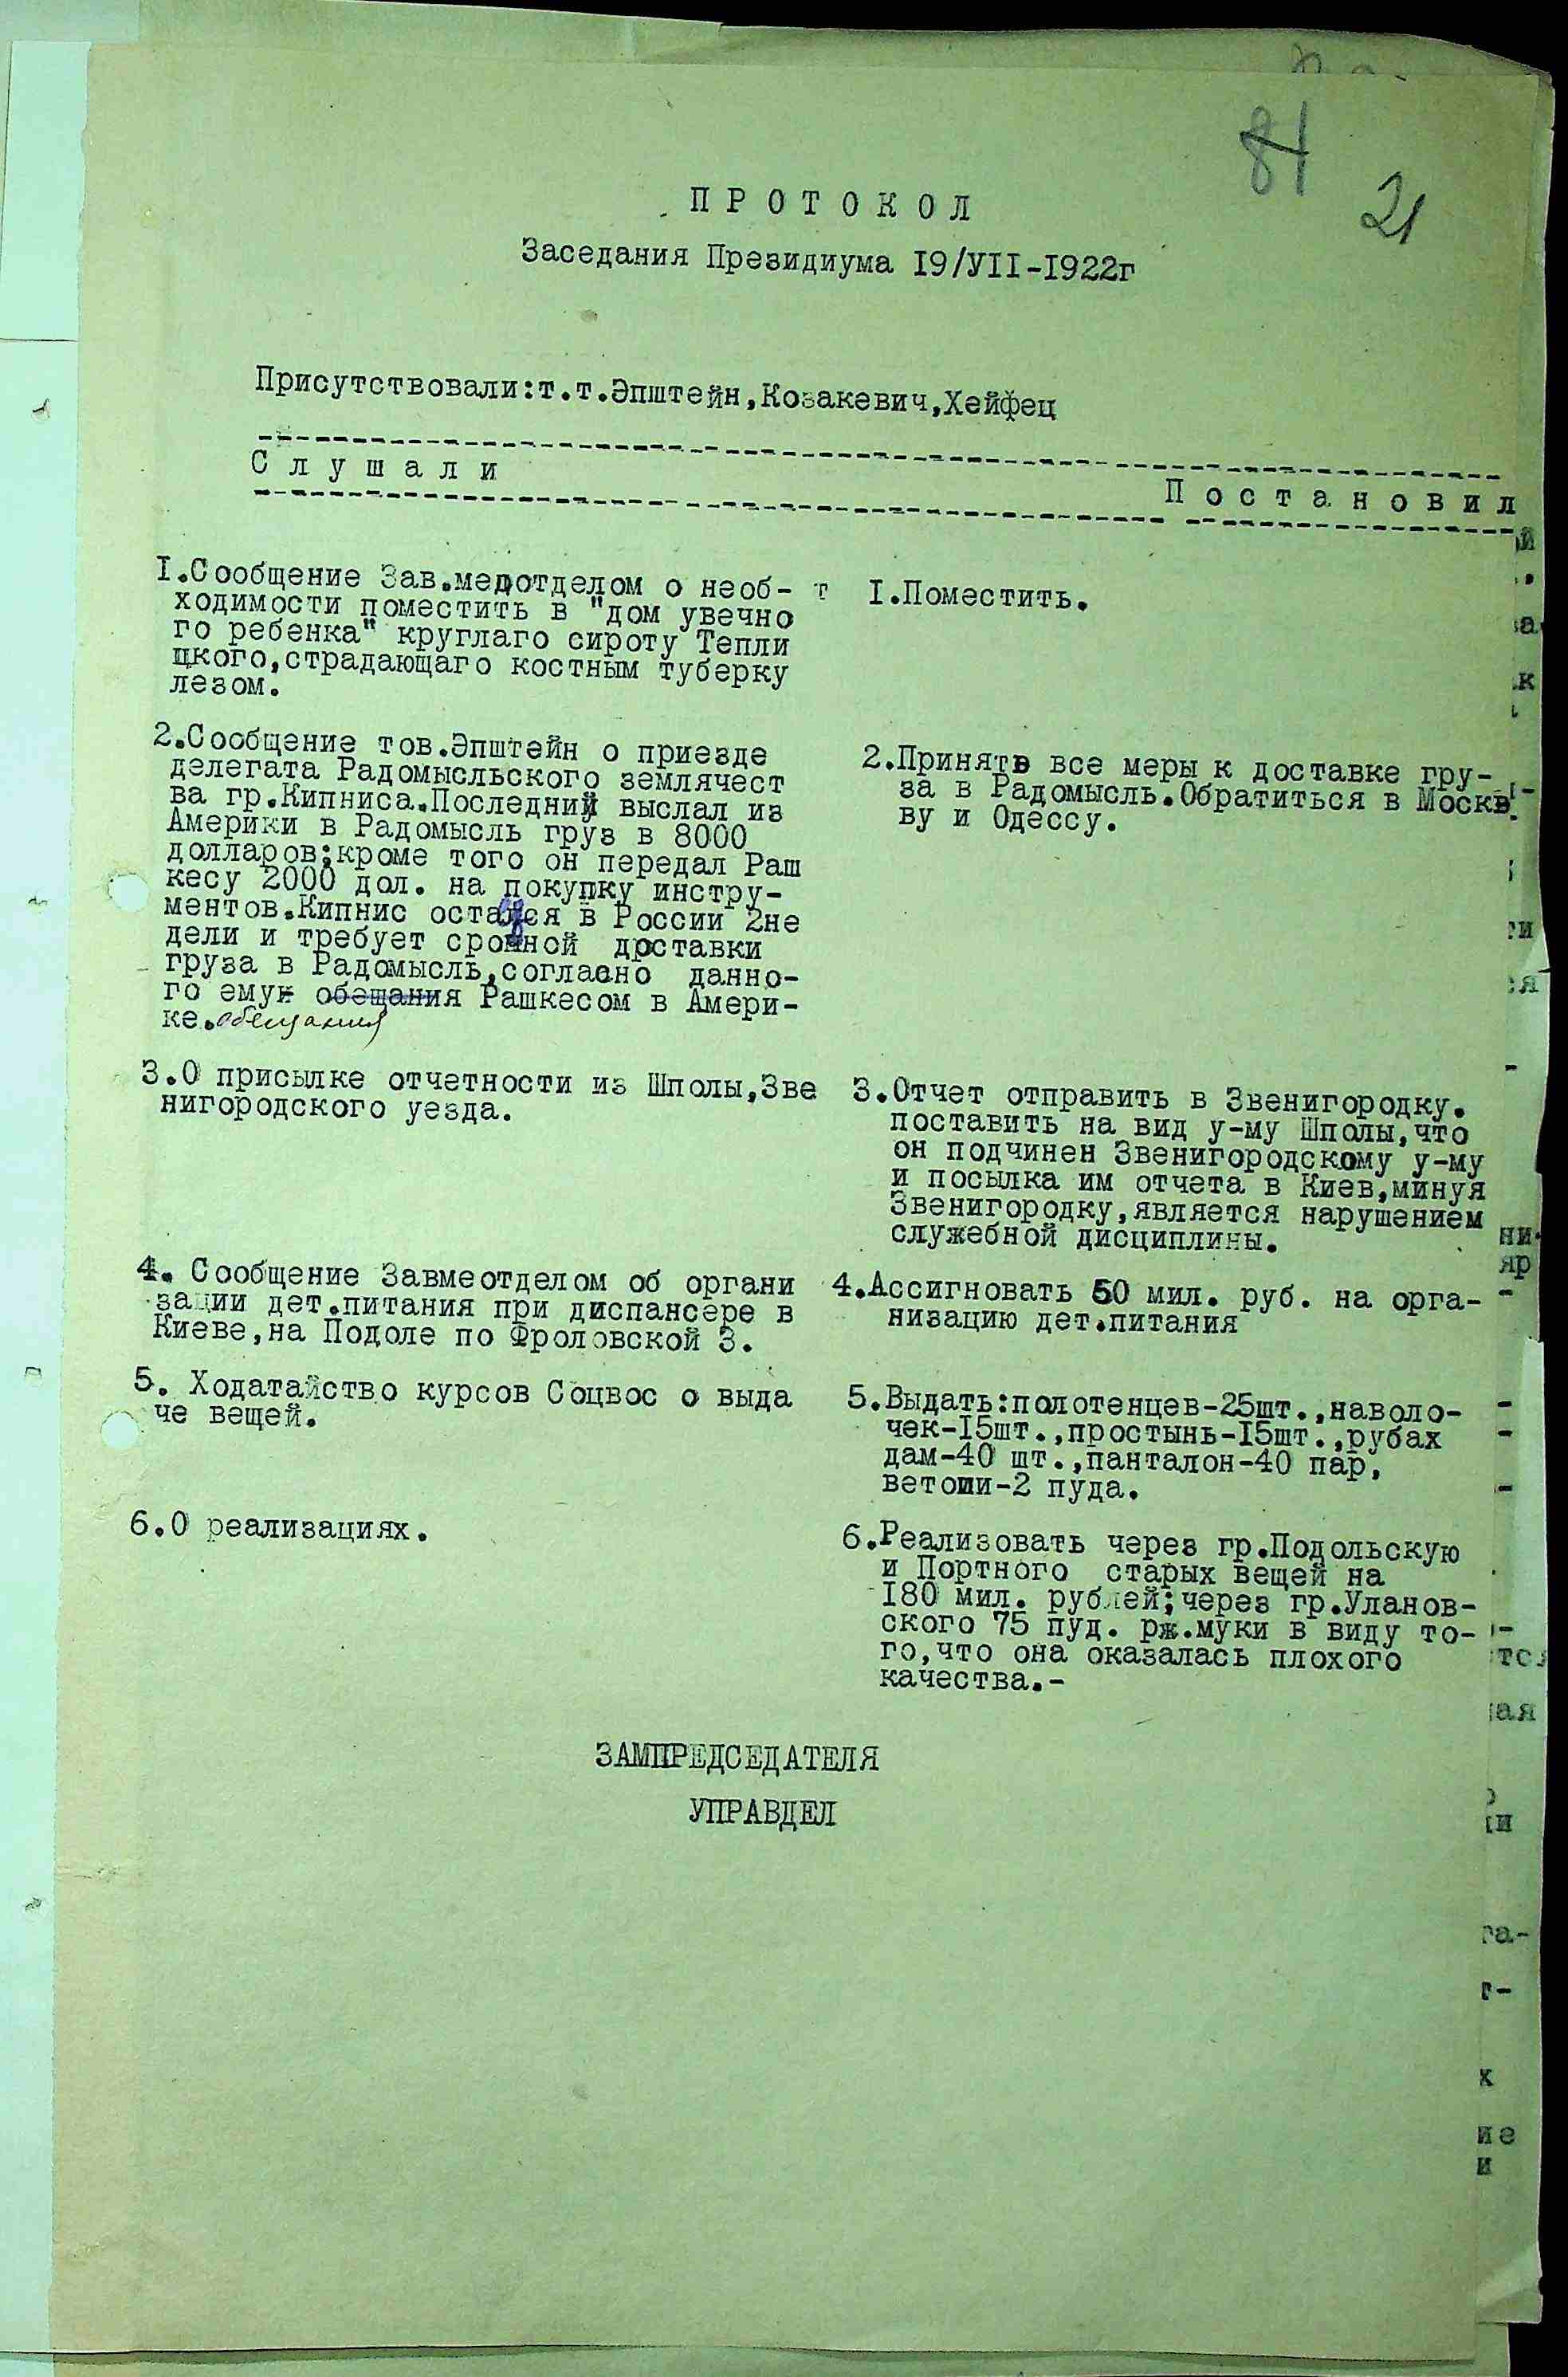 81
21
П Р О Т О К О Л
Заседания Президиума I9/УII-I922г
Присутствовали:т.т.Эпштейн,Козакевич,Хейфец
С л у ш а л и
П о с т а н о в и л
I.Сообщение Зав.медотделом о необ-
ходимости поместить в "дом увечно
го ребенка" круглаго сироту Тепли
цкого,страдающаго костным туберку
лезом.
I.Поместить.
2.Сообщение тов.Эпштейн о приезде
делегата Радомысльского землячест
ва гр.Кипниса.Последний выслал из
Америки в Радомысль груз в 8000
долларов;кроме того он передал Раш
кесу 2000 дол. на покупку инстру-
ментов.Кипнис остался в России 2не
дели и требует срочной доставки
груза в Радомысль,согласно данно-
го ему обещания Рашкесом в Амери-
ке.обещания
2.Принять все меры к доставке гру-
за в Радомысль.Обратиться в Москв
ву и Одессу.
3.О присылке отчетности из Шполы,Зве
нигородского уезда.
3.Отчет отправить в Звенигородку.
поставить на вид у-му Шполы,что
он подчинен Звенигородскому у-му
и посылка им отчета в Киев,минуя
Звенигородку,является нарушением
служебной дисциплины.
4. Сообщение Завмеотделом об органи
зации дет.питания при диспансере в
Киеве,на Подоле по Фроловской 3.
4.Ассигновать 50 мил. руб. на орга-
низацию дет.питания
5. Ходатайство курсов Соцвос о выда
че вещей.
5.Выдать:полотенцев-25шт.,наволо-
чек-I5шт.,простынь-I5шт.,рубах
дам-40 шт.,панталон-40 пар,
ветоши-2 пуда.
6.О реализациях.
6.Реализовать через гр.Подольскую
и Портного старых вещей на
I80 мил. рублей;через гр.Уланов-
ского 75 пуд. рж.муки в виду то-
го,что она оказалась плохого
качества.-
ЗАМПРЕДСЕДАТЕЛЯ
УПРАВДЕЛ